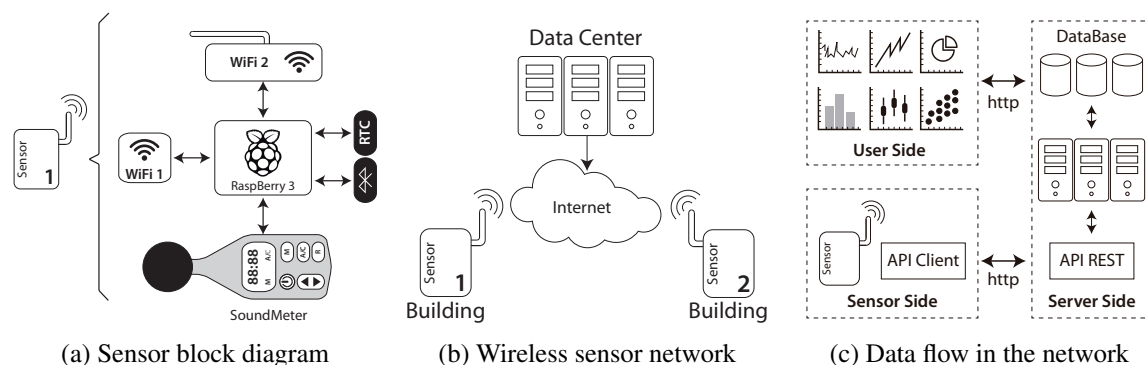 WiFi 2
RTC
Sensor
1
WiFi 1
RaspBerry 3
88:88
M A/C
M
A/C
R
SoundMeter
(a) Sensor block diagram
Data Center
Internet
Sensor
1
Building
Sensor
2
Building
(b) Wireless sensor network
User Side
http
DataBase
Sensor
API Client
Sensor Side
http
API REST
Server Side
(c) Data flow in the network